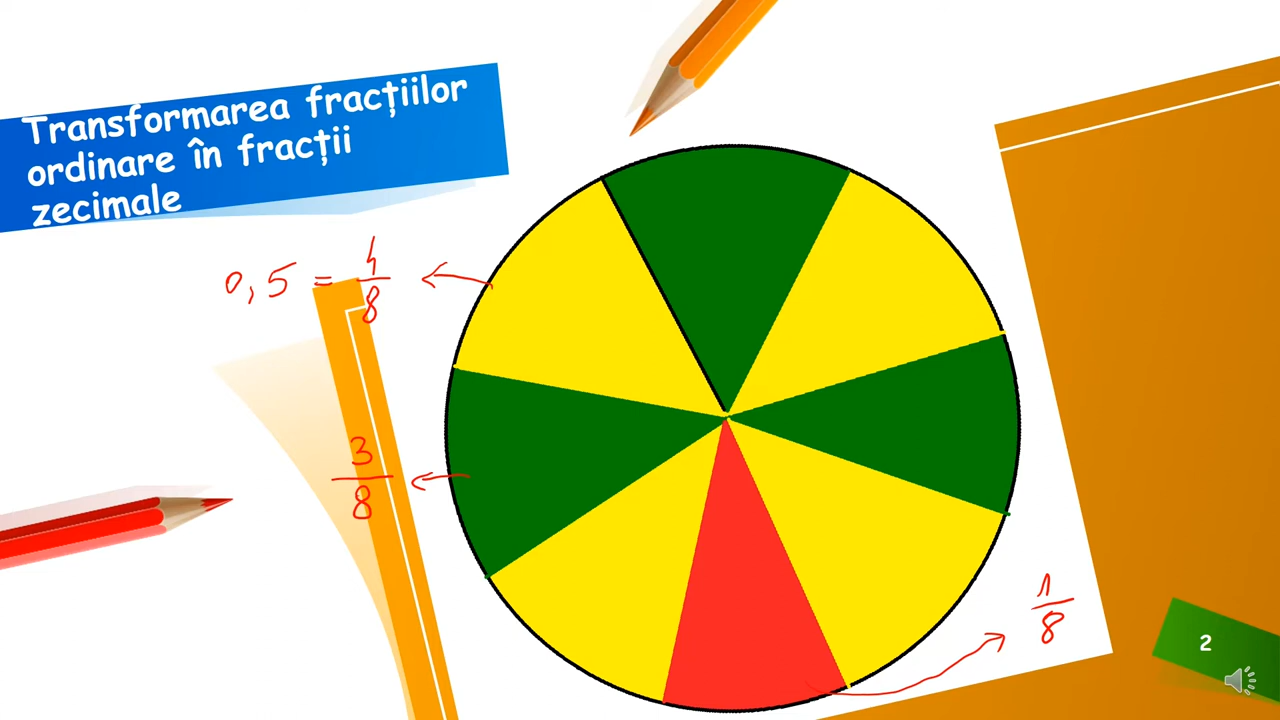 Transformarea fracțiilor
ordinare în fracții
zecimale
0,5 = 4/8
3/8
1/8
2